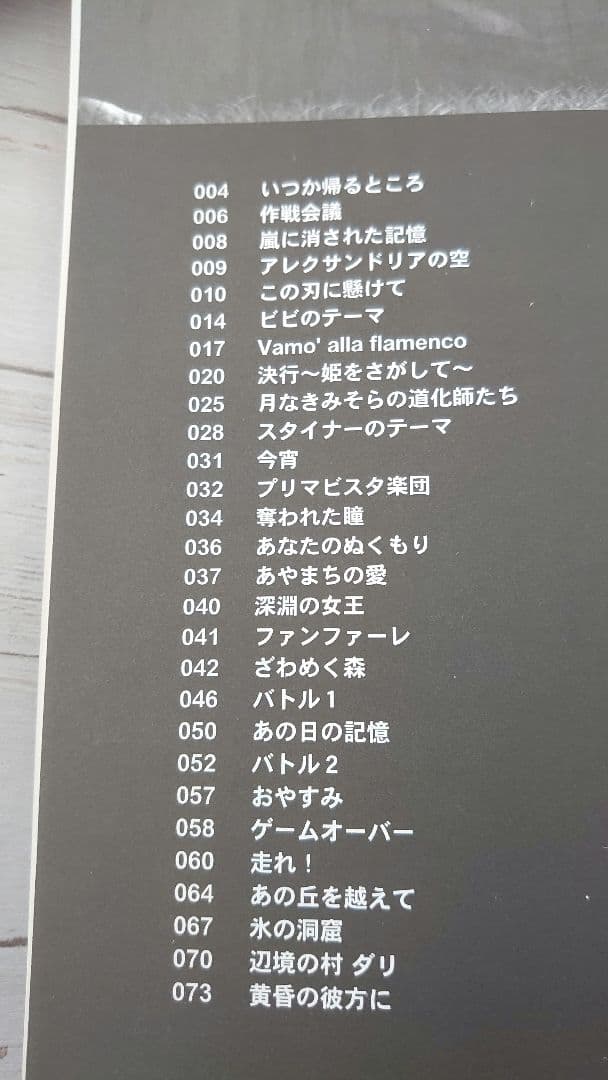 004 いつか帰るところ
006 作戦会議
008 嵐に消された記憶
009 アレクサンドリアの空
010 この刃に懸けて
014 ビビのテーマ
017 Vamo' alla flamenco
020 決行〜姫をさがして〜
025 月なきみそらの道化師たち
028 スタイナーのテーマ
031 今宵
032 プリマビスタ楽団
034 奪われた瞳
036 あなたのぬくもり
037 あやまちの愛
040 深淵の女王
041 ファンファーレ
042 ざわめく森
046 バトル1
050 あの日の記憶
052 バトル2
057 おやすみ
058 ゲームオーバー
060 走れ!
064 あの丘を越えて
067 氷の洞窟
070 辺境の村 ダリ
073 黄昏の彼方に